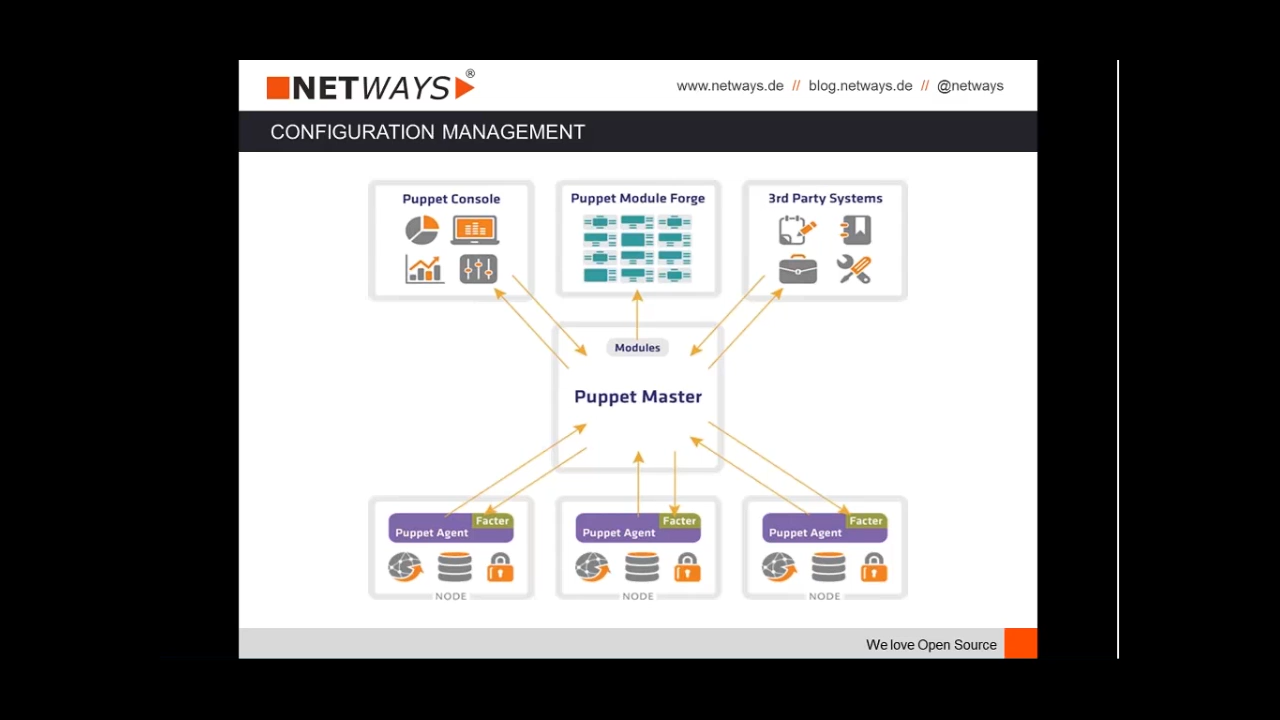 NETWAYS®
www.netways.de // blog.netways.de // @netways
CONFIGURATION MANAGEMENT
Puppet Console
Puppet Module Forge
3rd Party Systems
Modules
Puppet Master
Facter
Puppet Agent
NODE
Facter
Puppet Agent
NODE
Facter
Puppet Agent
NODE
We love Open Source